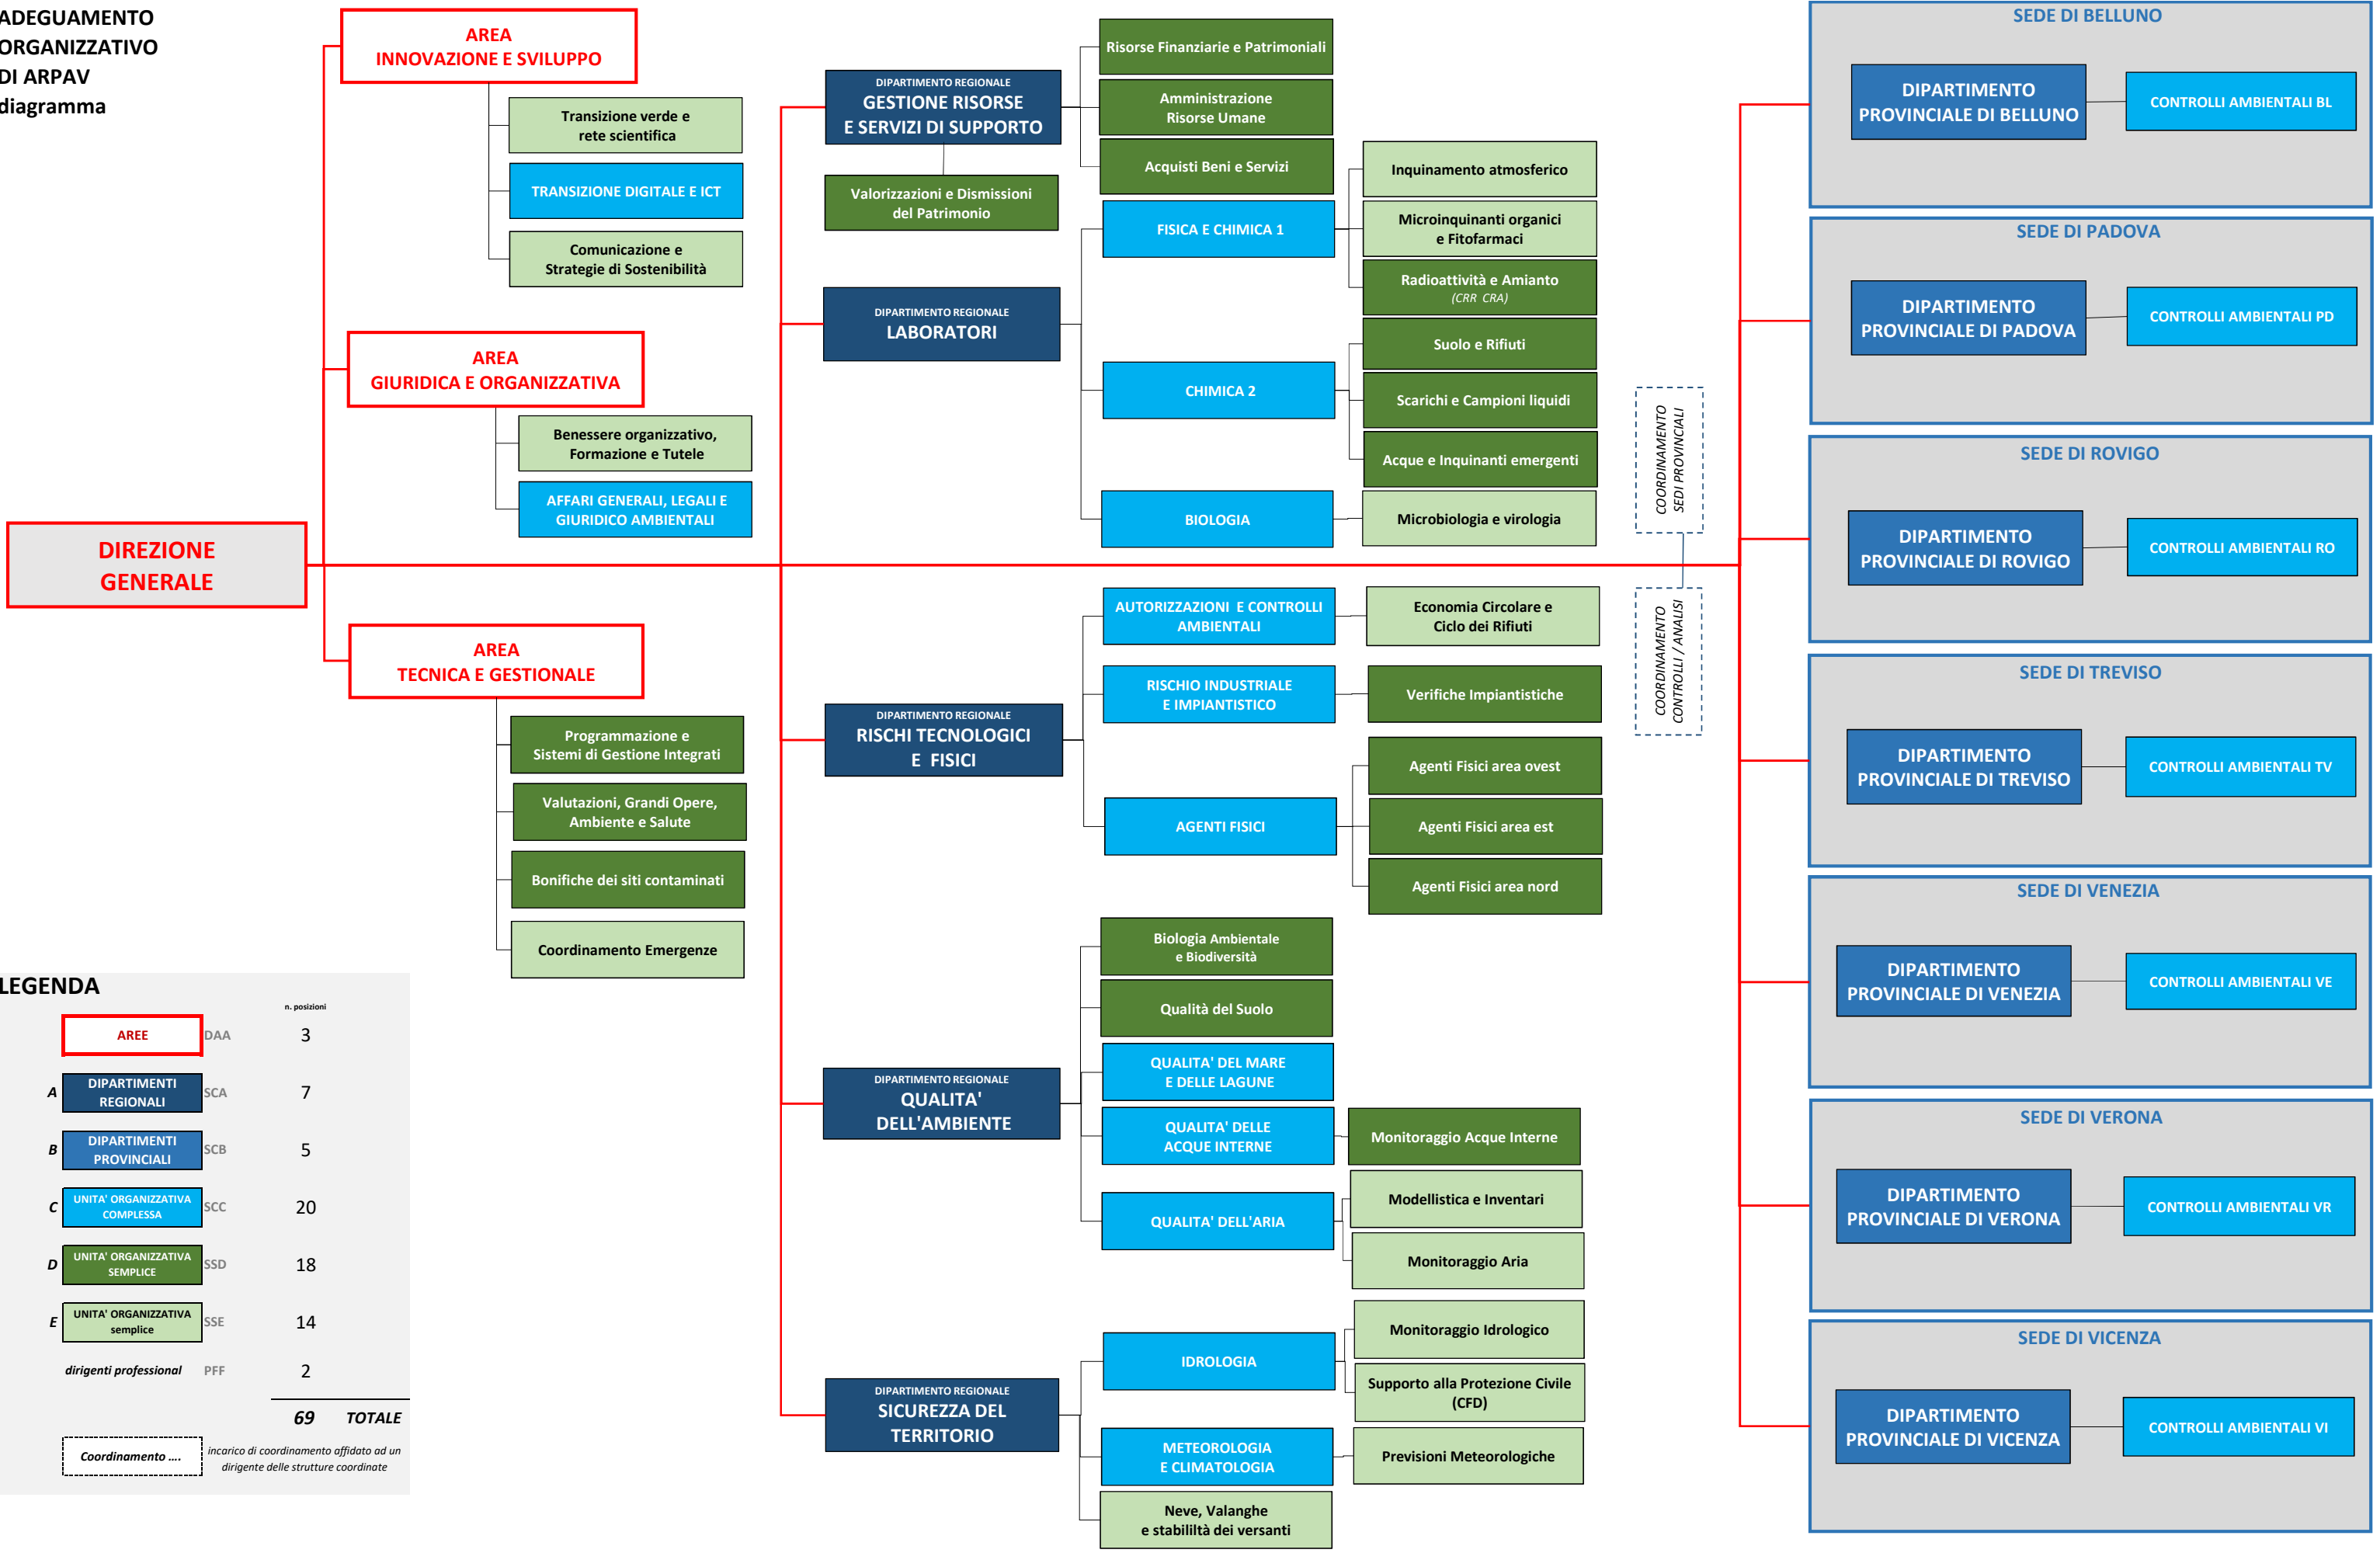 ADEGUAMENTO
ORGANIZZATIVO
DI ARPAV
diagramma
DIREZIONE
GENERALE
AREA
INNOVAZIONE E SVILUPPO
Transizione verde e
rete scientifica
TRANSIZIONE DIGITALE E ICT
Comunicazione e
Strategie di Sostenibilità
AREA
GIURIDICA E ORGANIZZATIVA
Benessere organizzativo,
Formazione e Tutele
AFFARI GENERALI, LEGALI E
GIURIDICO AMBIENTALI
AREA
TECNICA E GESTIONALE
Programmazione e
Sistemi di Gestione Integrati
Valutazioni, Grandi Opere,
Ambiente e Salute
Bonifiche dei siti contaminati
Coordinamento Emergenze
LEGENDA
n. posizioni
AREE DAA 3
A DIPARTIMENTI
REGIONALI SCA 7
B DIPARTIMENTI
PROVINCIALI SCB 5
C UNITA' ORGANIZZATIVA
COMPLESSA SCC 20
D UNITA' ORGANIZZATIVA
SEMPLICE SSD 18
E UNITA' ORGANIZZATIVA
semplice SSE 14
dirigenti professional PFF 2
69 TOTALE
Coordinamento ....
incarico di coordinamento affidato ad un
dirigente delle strutture coordinate
DIPARTIMENTO REGIONALE
GESTIONE RISORSE
E SERVIZI DI SUPPORTO
Valorizzazioni e Dismissioni
del Patrimonio
Risorse Finanziarie e Patrimoniali
Amministrazione
Risorse Umane
Acquisti Beni e Servizi
DIPARTIMENTO REGIONALE
LABORATORI
FISICA E CHIMICA 1
Inquinamento atmosferico
Microinquinanti organici
e Fitofarmaci
Radioattività e Amianto
(CRR CRA)
CHIMICA 2
Suolo e Rifiuti
Scarichi e Campioni liquidi
Acque e Inquinanti emergenti
BIOLOGIA
Microbiologia e virologia
DIPARTIMENTO REGIONALE
RISCHI TECNOLOGICI
E FISICI
AUTORIZZAZIONI E CONTROLLI
AMBIENTALI
Economia Circolare e
Ciclo dei Rifiuti
RISCHIO INDUSTRIALE
E IMPIANTISTICO
Verifiche Impiantistiche
AGENTI FISICI
Agenti Fisici area ovest
Agenti Fisici area est
Agenti Fisici area nord
DIPARTIMENTO REGIONALE
QUALITA'
DELL'AMBIENTE
Biologia Ambientale
e Biodiversità
Qualità del Suolo
QUALITA' DEL MARE
E DELLE LAGUNE
QUALITA' DELLE
ACQUE INTERNE
Monitoraggio Acque Interne
QUALITA' DELL'ARIA
Modellistica e Inventari
Monitoraggio Aria
DIPARTIMENTO REGIONALE
SICUREZZA DEL
TERRITORIO
IDROLOGIA
Monitoraggio Idrologico
Supporto alla Protezione Civile
(CFD)
METEOROLOGIA
E CLIMATOLOGIA
Previsioni Meteorologiche
Neve, Valanghe
e stabililtà dei versanti
COORDINAMENTO
SEDI PROVINCIALI
COORDINAMENTO
CONTROLLI / ANALISI
SEDE DI BELLUNO
DIPARTIMENTO
PROVINCIALE DI BELLUNO
CONTROLLI AMBIENTALI BL
SEDE DI PADOVA
DIPARTIMENTO
PROVINCIALE DI PADOVA
CONTROLLI AMBIENTALI PD
SEDE DI ROVIGO
DIPARTIMENTO
PROVINCIALE DI ROVIGO
CONTROLLI AMBIENTALI RO
SEDE DI TREVISO
DIPARTIMENTO
PROVINCIALE DI TREVISO
CONTROLLI AMBIENTALI TV
SEDE DI VENEZIA
DIPARTIMENTO
PROVINCIALE DI VENEZIA
CONTROLLI AMBIENTALI VE
SEDE DI VERONA
DIPARTIMENTO
PROVINCIALE DI VERONA
CONTROLLI AMBIENTALI VR
SEDE DI VICENZA
DIPARTIMENTO
PROVINCIALE DI VICENZA
CONTROLLI AMBIENTALI VI